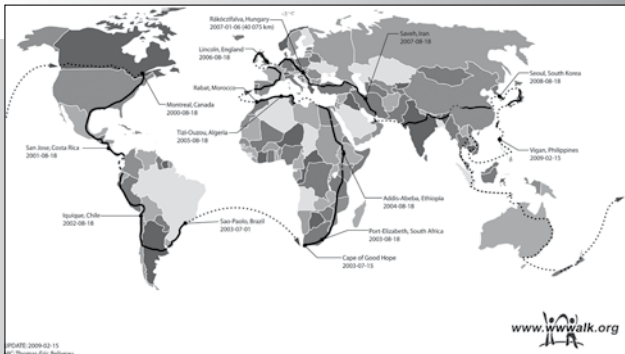 Rákóczifalva, Hungary
2007-01-06 (40 075 km)
Saveh, Iran
2007-08-18
Lincoln, England
2006-08-18
Seoul, South Korea
2008-08-18
Rabat, Morocco
Montreal, Canada
2000-08-18
Tizi-Ouzou, Algeria
2005-08-18
Vigan, Philippines
2009-02-15
San Jose, Costa Rica
2001-08-18
Addis-Abeba, Ethiopia
2004-08-18
Iquique, Chile
2002-08-18
Sao-Paolo, Brazil
2003-07-01
Port-Elizabeth, South Africa
2003-08-18
Cape of Good Hope
2003-07-15
www.wwwalk.org
UPDATE: 2009-02-15